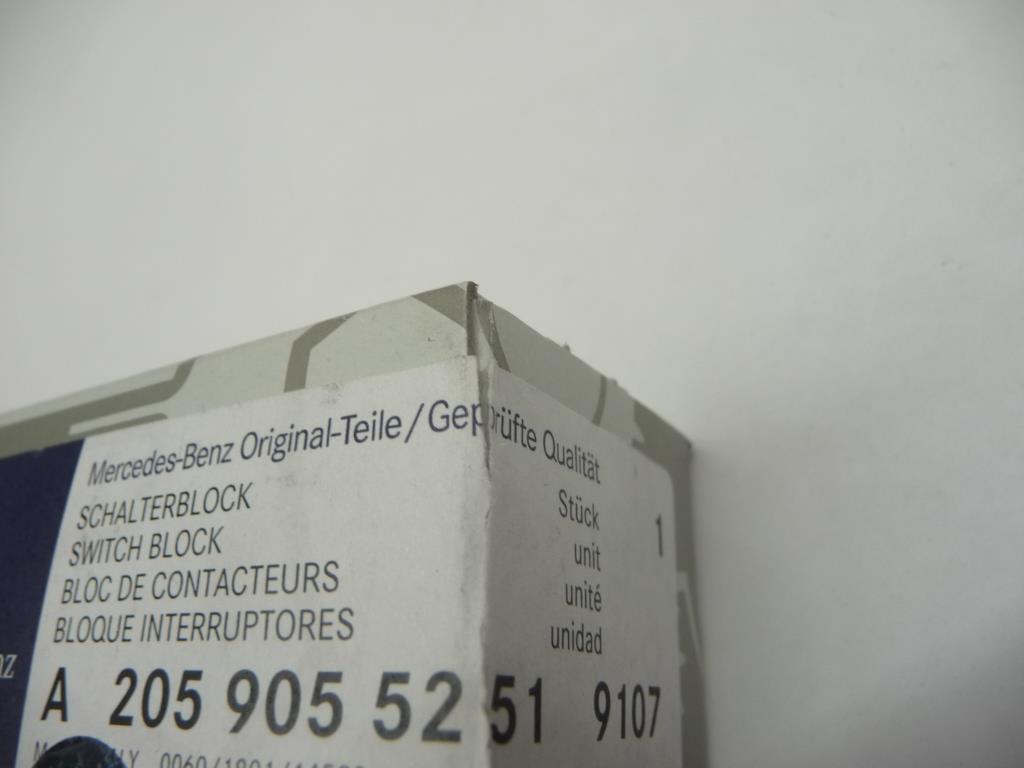 Mercedes-Benz Original-Teile/Geprüfte Qualität
SCHALTERBLOCK Stück 1
SWITCH BLOCK unit
BLOC DE CONTACTEURS unité
BLOQUE INTERRUPTORES unidad
A 205 905 52 51 9107